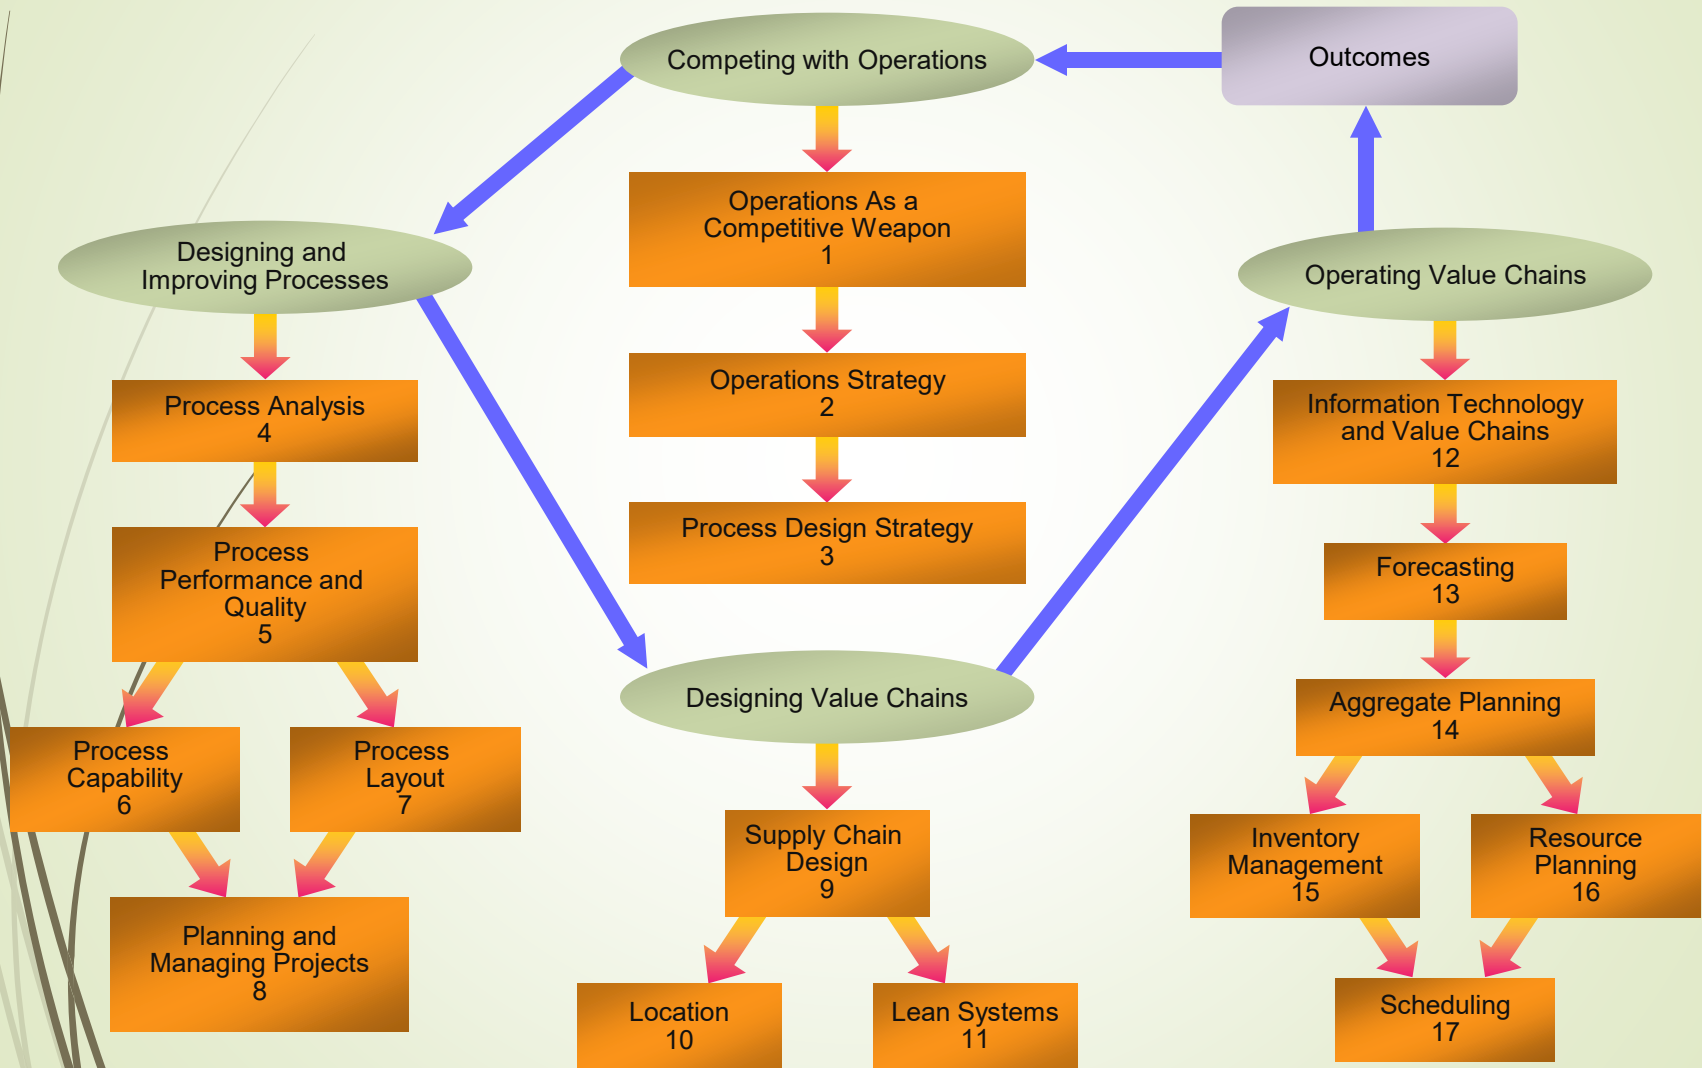 Competing with Operations
Outcomes
Operations As a
Competitive Weapon
1
Operations Strategy
2
Process Design Strategy
3
Designing and
Improving Processes
Process Analysis
4
Process
Performance and
Quality
5
Process
Capability
6
Process
Layout
7
Planning and
Managing Projects
8
Designing Value Chains
Supply Chain
Design
9
Location
10
Lean Systems
11
Operating Value Chains
Information Technology
and Value Chains
12
Forecasting
13
Aggregate Planning
14
Inventory
Management
15
Resource
Planning
16
Scheduling
17